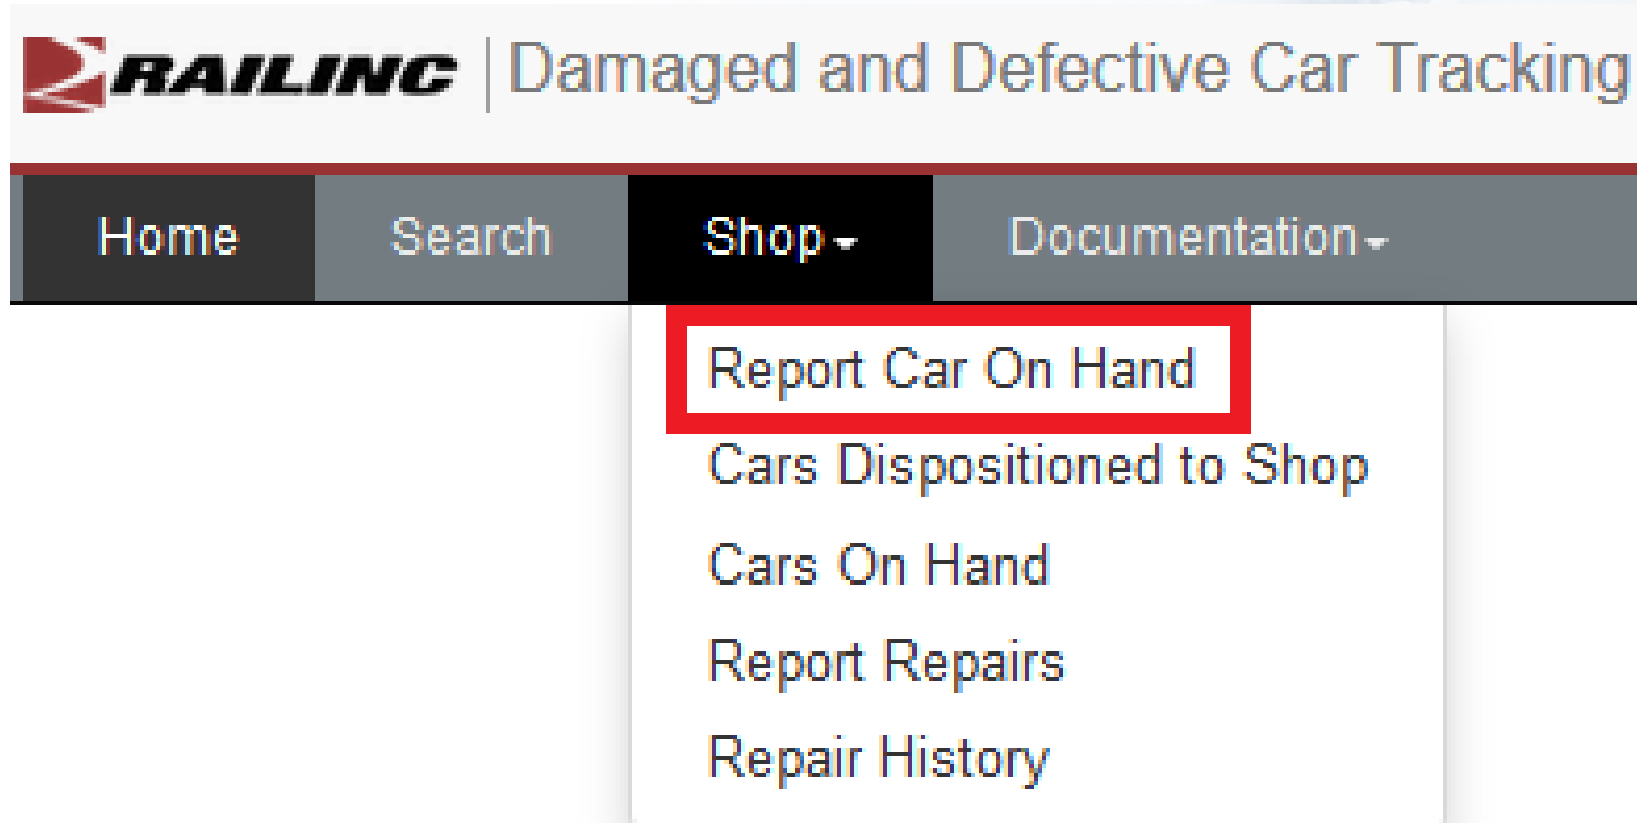 RAILINC | Damaged and Defective Car Tracking
Home Search Shop Documentation
Report Car On Hand
Cars Dispositioned to Shop
Cars On Hand
Report Repairs
Repair History